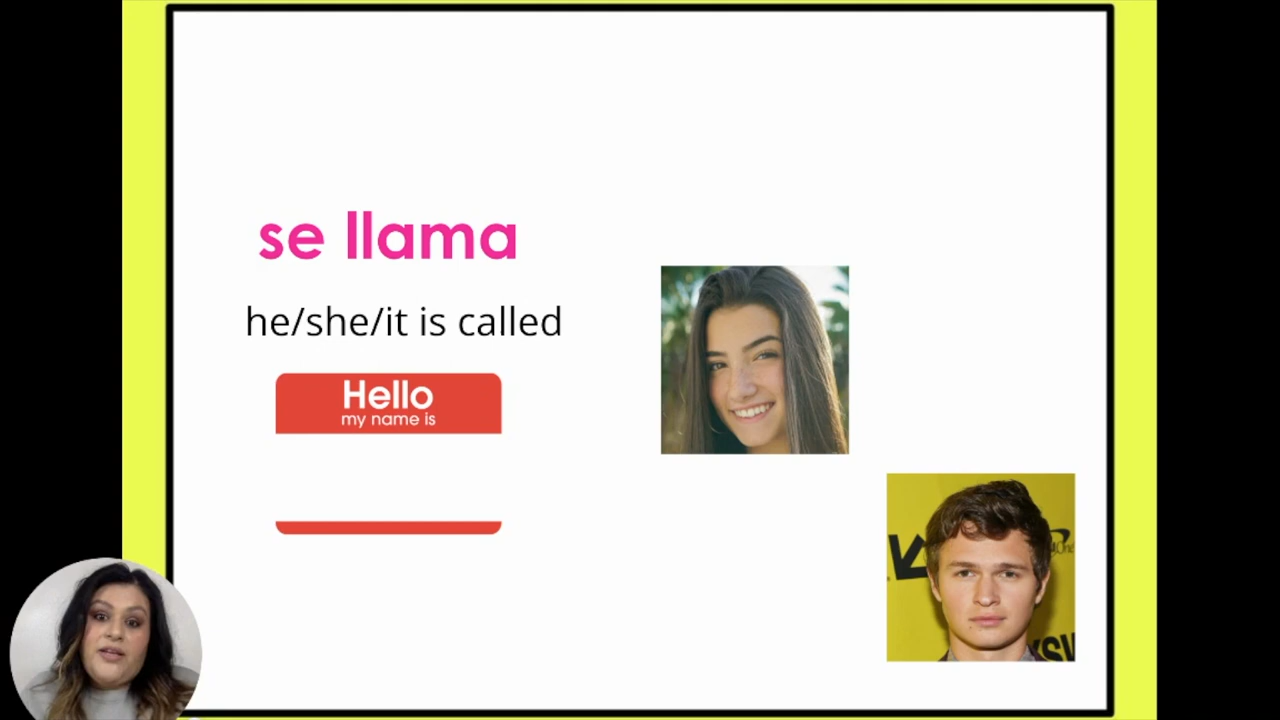 se llama
he/she/it is called
Hello
my name is